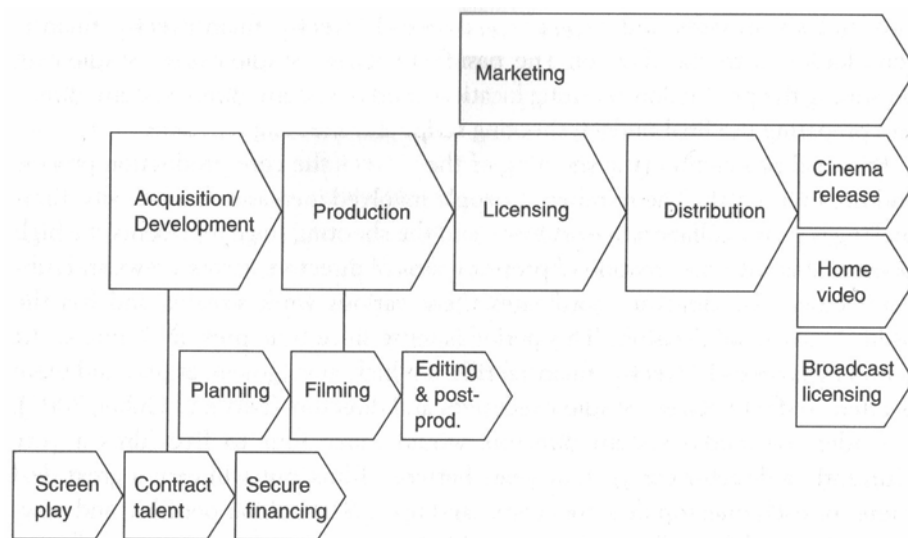 Marketing
Acquisition/
Development
Production
Licensing
Distribution
Cinema
release
Home
video
Broadcast
licensing
Planning
Filming
Editing
& post-
prod.
Screen
play
Contract
talent
Secure
financing